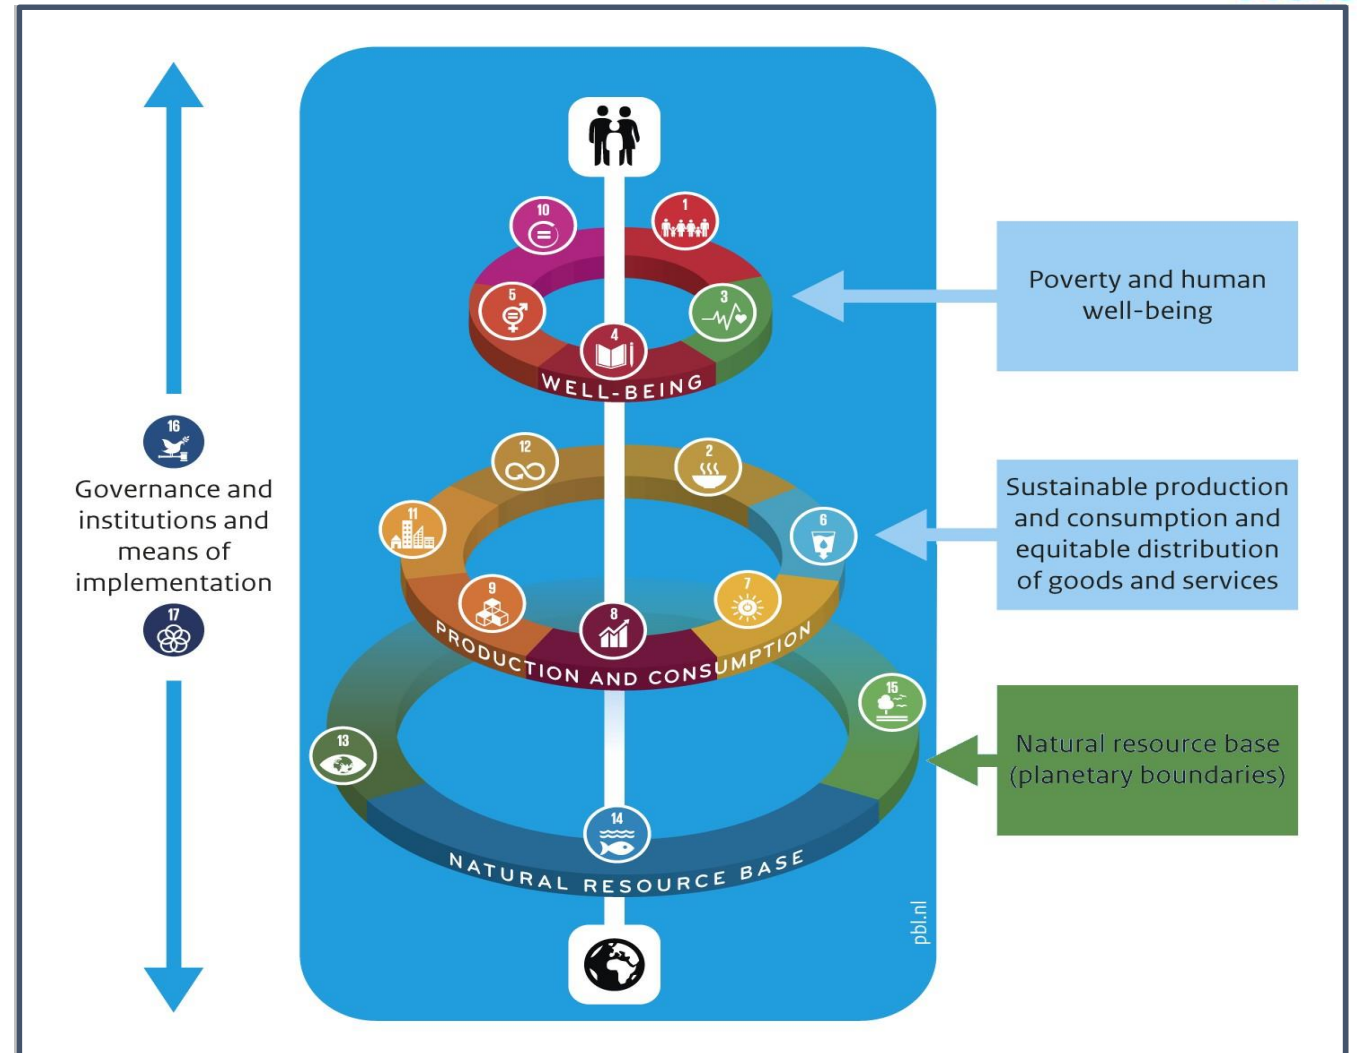 10
1
5
3
4
WELL-BEING
Poverty and human
well-being
16
Governance and
institutions and
means of
implementation
17
12
2
11
6
9
7
8
PRODUCTION AND CONSUMPTION
Sustainable production
and consumption and
equitable distribution
of goods and services
15
13
14
NATURAL RESOURCE BASE
Natural resource base
(planetary boundaries)
pbl.nl